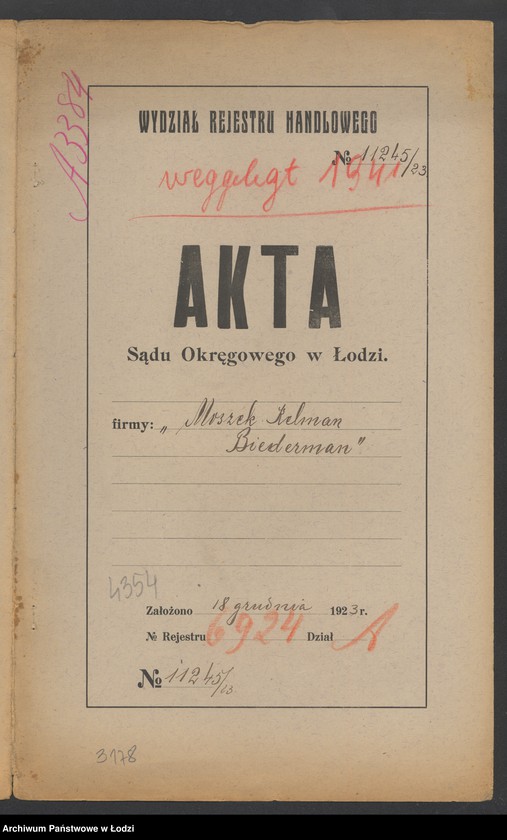 A3384
WYDZIAŁ REJESTRU HANDLOWEGO
№ 11245/23
weggelegt 1941
AKTA
Sądu Okręgowego w Łodzi.
firmy: „Moszek Kelman
Biederman"
4354
Założono 18 grudnia 1923 r.
№ Rejestru 6924 Dział A
№ 11245/23
3178
Archiwum Państwowe w Łodzi